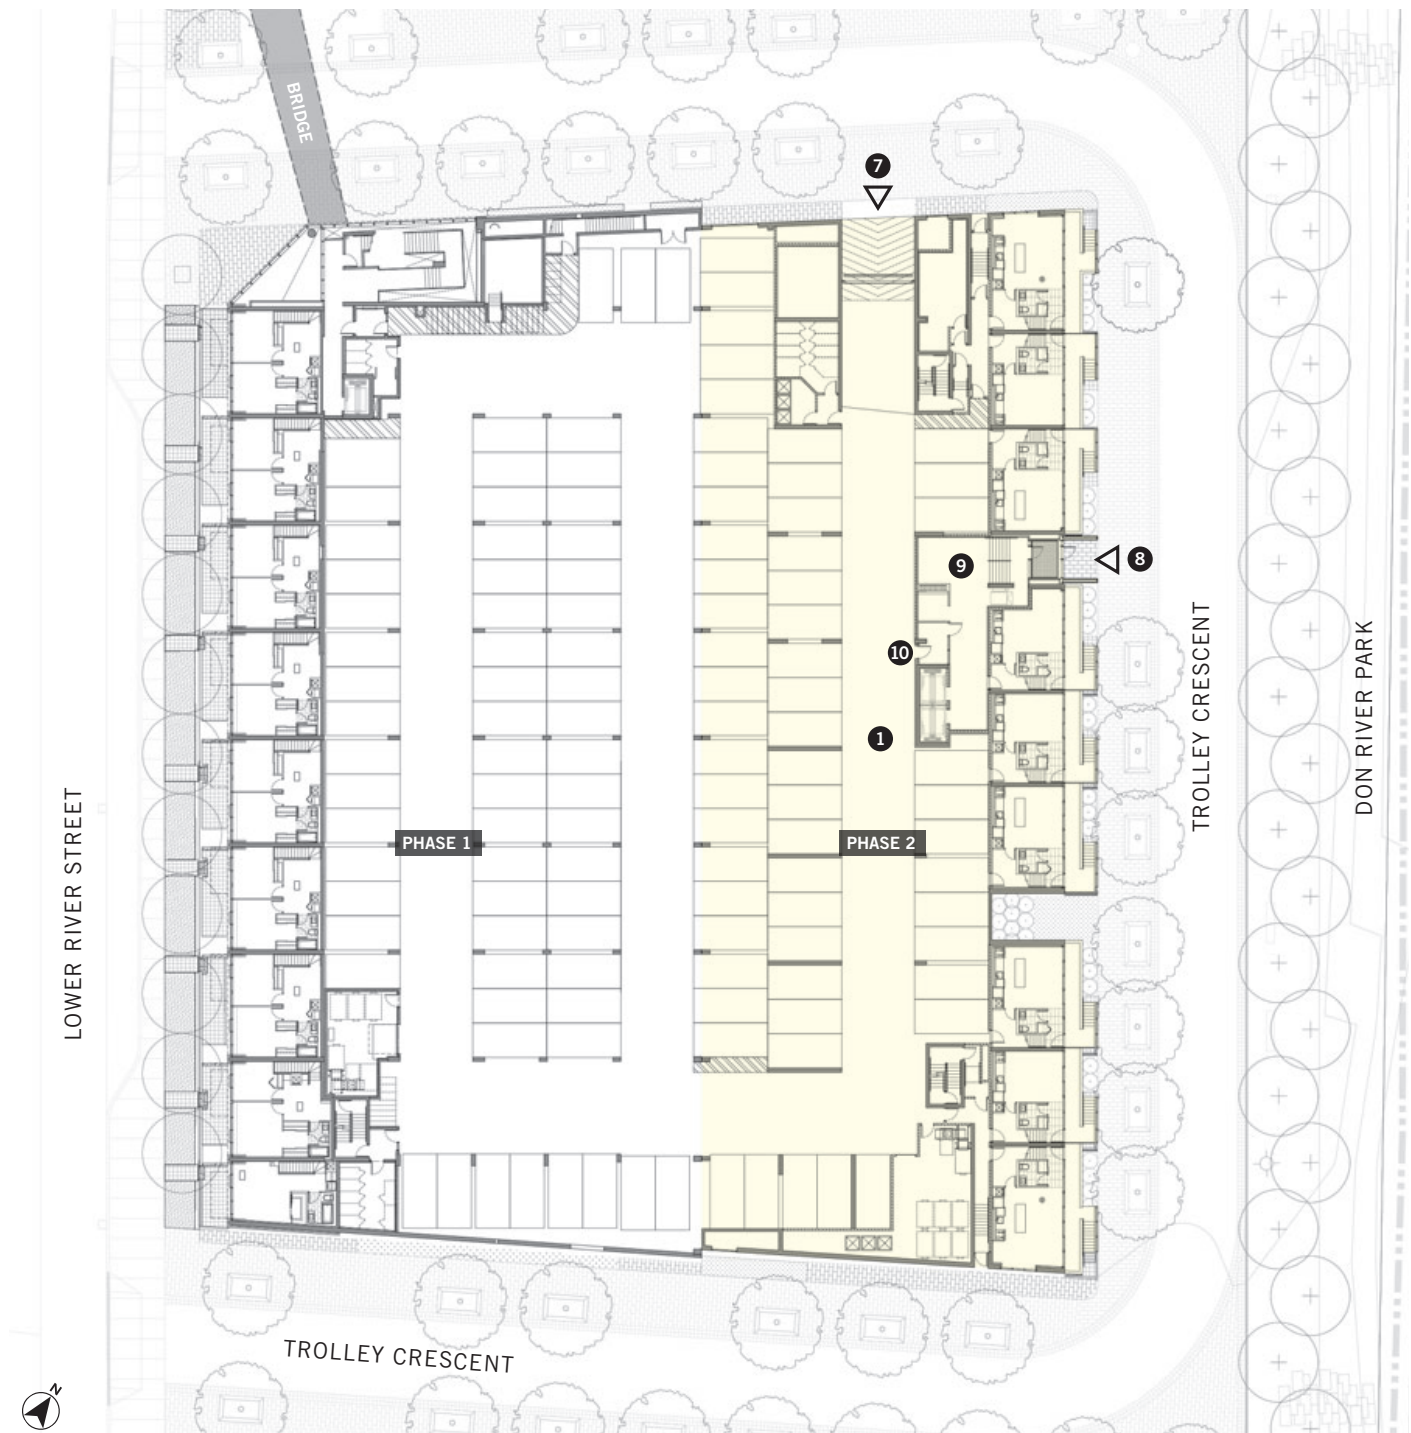 BRIDGE
7
9
8
10
1
TROLLEY CRESCENT
DON RIVER PARK
LOWER RIVER STREET
PHASE 1
PHASE 2
TROLLEY CRESCENT
N